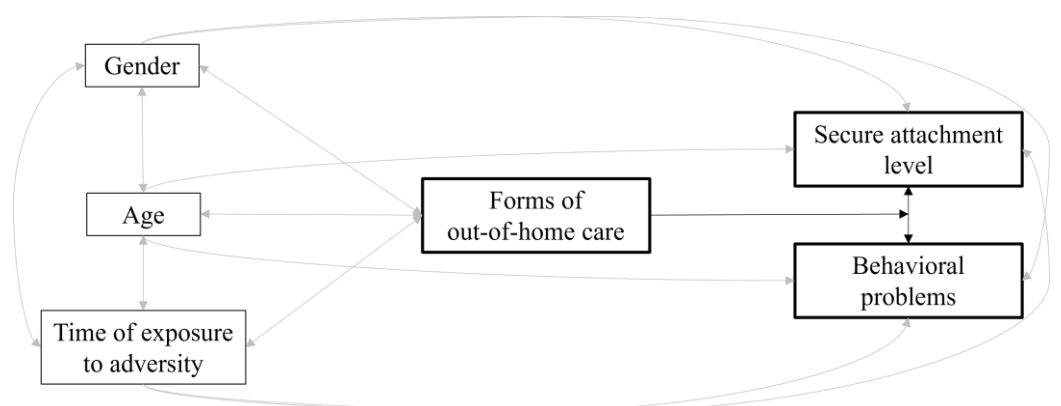 Gender
Secure attachment
level
Age
Forms of
out-of-home care
Behavioral
problems
Time of exposure
to adversity